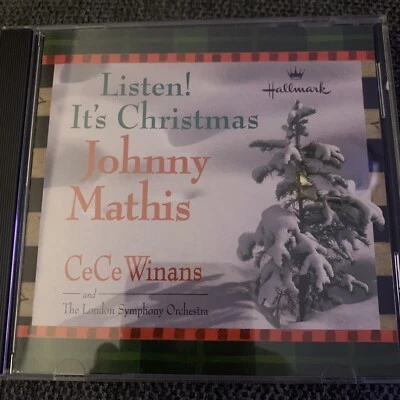 Listen!
It's Christmas
Hallmark
Johnny
Mathis
CeCe Winans
and
The London Symphony Orchestra